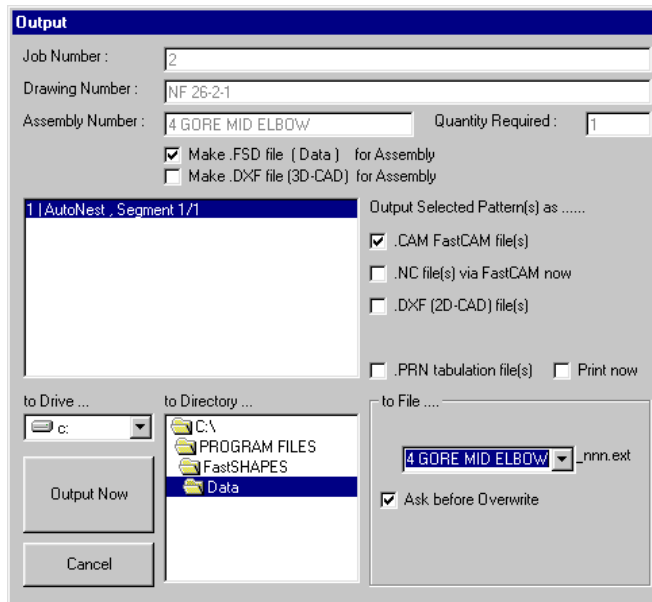 Output
Job Number : 2
Drawing Number : NF 26-2-1
Assembly Number : 4 GORE MID ELBOW Quantity Required : 1
Make .FSD file ( Data ) for Assembly
Make .DXF file (3D-CAD) for Assembly
1 | AutoNest , Segment 1/1
Output Selected Pattern(s) as ......
.CAM FastCAM file(s)
.NC file(s) via FastCAM now
.DXF (2D-CAD) file(s)
.PRN tabulation file(s) Print now
to Drive ...
c:
Output Now
Cancel
to Directory ...
C:\
PROGRAM FILES
FastSHAPES
Data
to File ....
4 GORE MID ELBOW _nnn.ext
Ask before Overwrite